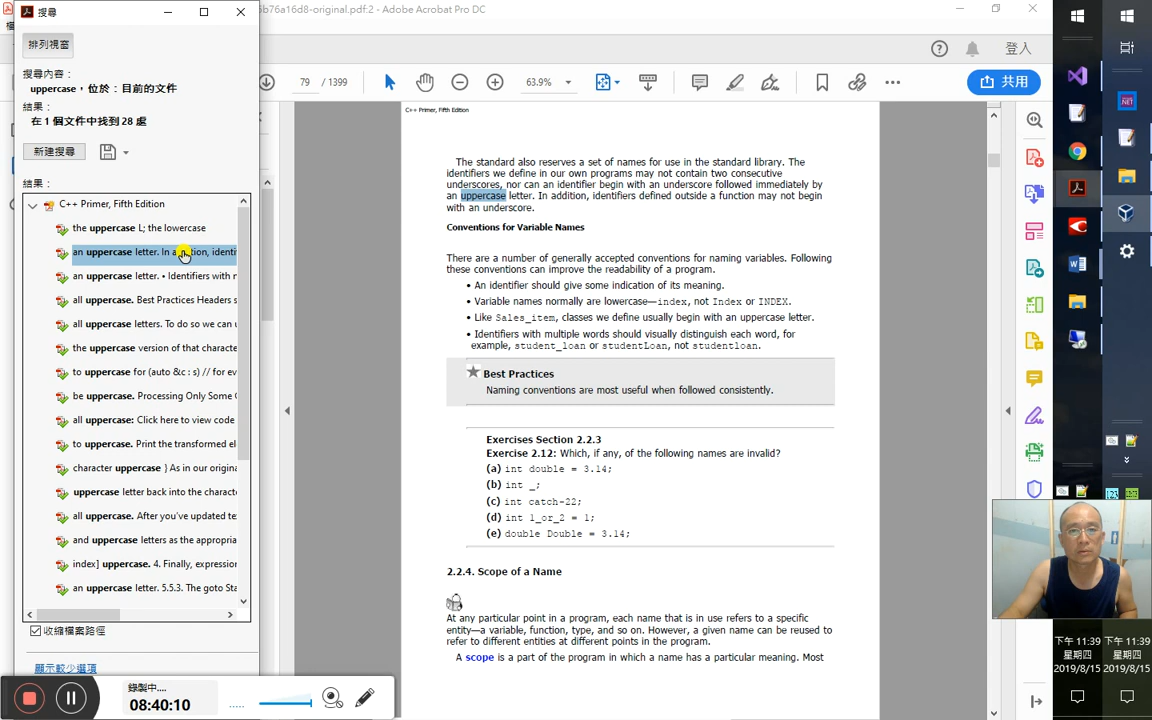 搜尋
排列視窗
搜尋內容：
uppercase，位於：目前的文件
結果：
在 1 個文件中找到 28 處
新建搜尋
結果：
C++ Primer, Fifth Edition
the uppercase L; the lowercase
an uppercase letter. In a tion, identi
an uppercase letter. • Identifiers with
all uppercase. Best Practices Headers s
all uppercase letters. To do so we can
the uppercase version of that characte
to uppercase for (auto &c : s) // for ev
be uppercase. Processing Only Some
all uppercase: Click here to view code
to uppercase. Print the transformed el
character uppercase } As in our origina
uppercase letter back into the characte
all uppercase. After you've updated te
and uppercase letters as the appropria
index] uppercase. 4. Finally, expression
an uppercase letter. 5.5.3. The goto Sta
收縮檔案路徑
顯示較少選項
錄製中....
08:40:10
5b76a16d8-original.pdf:2 - Adobe Acrobat Pro DC
登入
79 / 1399
63.9%
共用
C++ Primer, Fifth Edition
The standard also reserves a set of names for use in the standard library. The
identifiers we define in our own programs may not contain two consecutive
underscores, nor can an identifier begin with an underscore followed immediately by
an uppercase letter. In addition, identifiers defined outside a function may not begin
with an underscore.
Conventions for Variable Names
There are a number of generally accepted conventions for naming variables. Following
these conventions can improve the readability of a program.
• An identifier should give some indication of its meaning.
• Variable names normally are lowercase—index, not Index or INDEX.
• Like Sales_item, classes we define usually begin with an uppercase letter.
• Identifiers with multiple words should visually distinguish each word, for
example, student_loan or studentLoan, not studentloan.
Best Practices
Naming conventions are most useful when followed consistently.
Exercises Section 2.2.3
Exercise 2.12: Which, if any, of the following names are invalid?
(a) int double = 3.14;
(b) int _;
(c) int catch-22;
(d) int 1_or_2 = 1;
(e) double Double = 3.14;
2.2.4. Scope of a Name
At any particular point in a program, each name that is in use refers to a specific
entity—a variable, function, type, and so on. However, a given name can be reused to
refer to different entities at different points in the program.
A scope is a part of the program in which a name has a particular meaning. Most
下午 11:39
星期四
2019/8/15
下午 11:39
星期四
2019/8/15